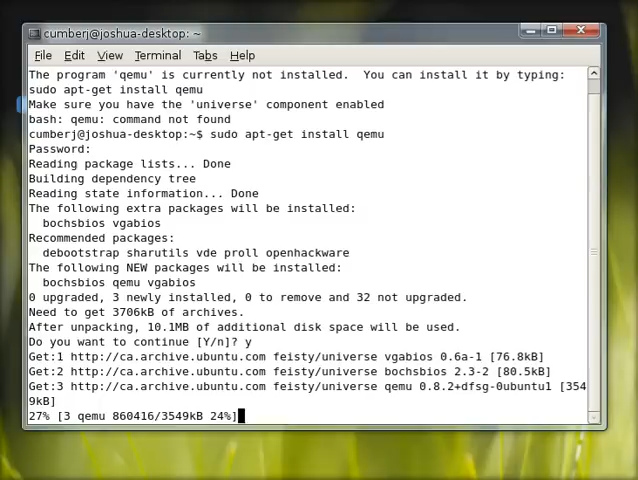 cumberj@joshua-desktop: ~
File Edit View Terminal Tabs Help
The program 'qemu' is currently not installed.  You can install it by typing:
sudo apt-get install qemu
Make sure you have the 'universe' component enabled
bash: qemu: command not found
cumberj@joshua-desktop:~$ sudo apt-get install qemu
Password:
Reading package lists... Done
Building dependency tree
Reading state information... Done
The following extra packages will be installed:
  bochsbios vgabios
Recommended packages:
  debootstrap sharutils vde proll openhackware
The following NEW packages will be installed:
  bochsbios qemu vgabios
0 upgraded, 3 newly installed, 0 to remove and 32 not upgraded.
Need to get 3706kB of archives.
After unpacking, 10.1MB of additional disk space will be used.
Do you want to continue [Y/n]? y
Get:1 http://ca.archive.ubuntu.com feisty/universe vgabios 0.6a-1 [76.8kB]
Get:2 http://ca.archive.ubuntu.com feisty/universe bochsbios 2.3-2 [80.5kB]
Get:3 http://ca.archive.ubuntu.com feisty/universe qemu 0.8.2+dfsg-0ubuntu1 [354
9kB]
27% [3 qemu 860416/3549kB 24%]